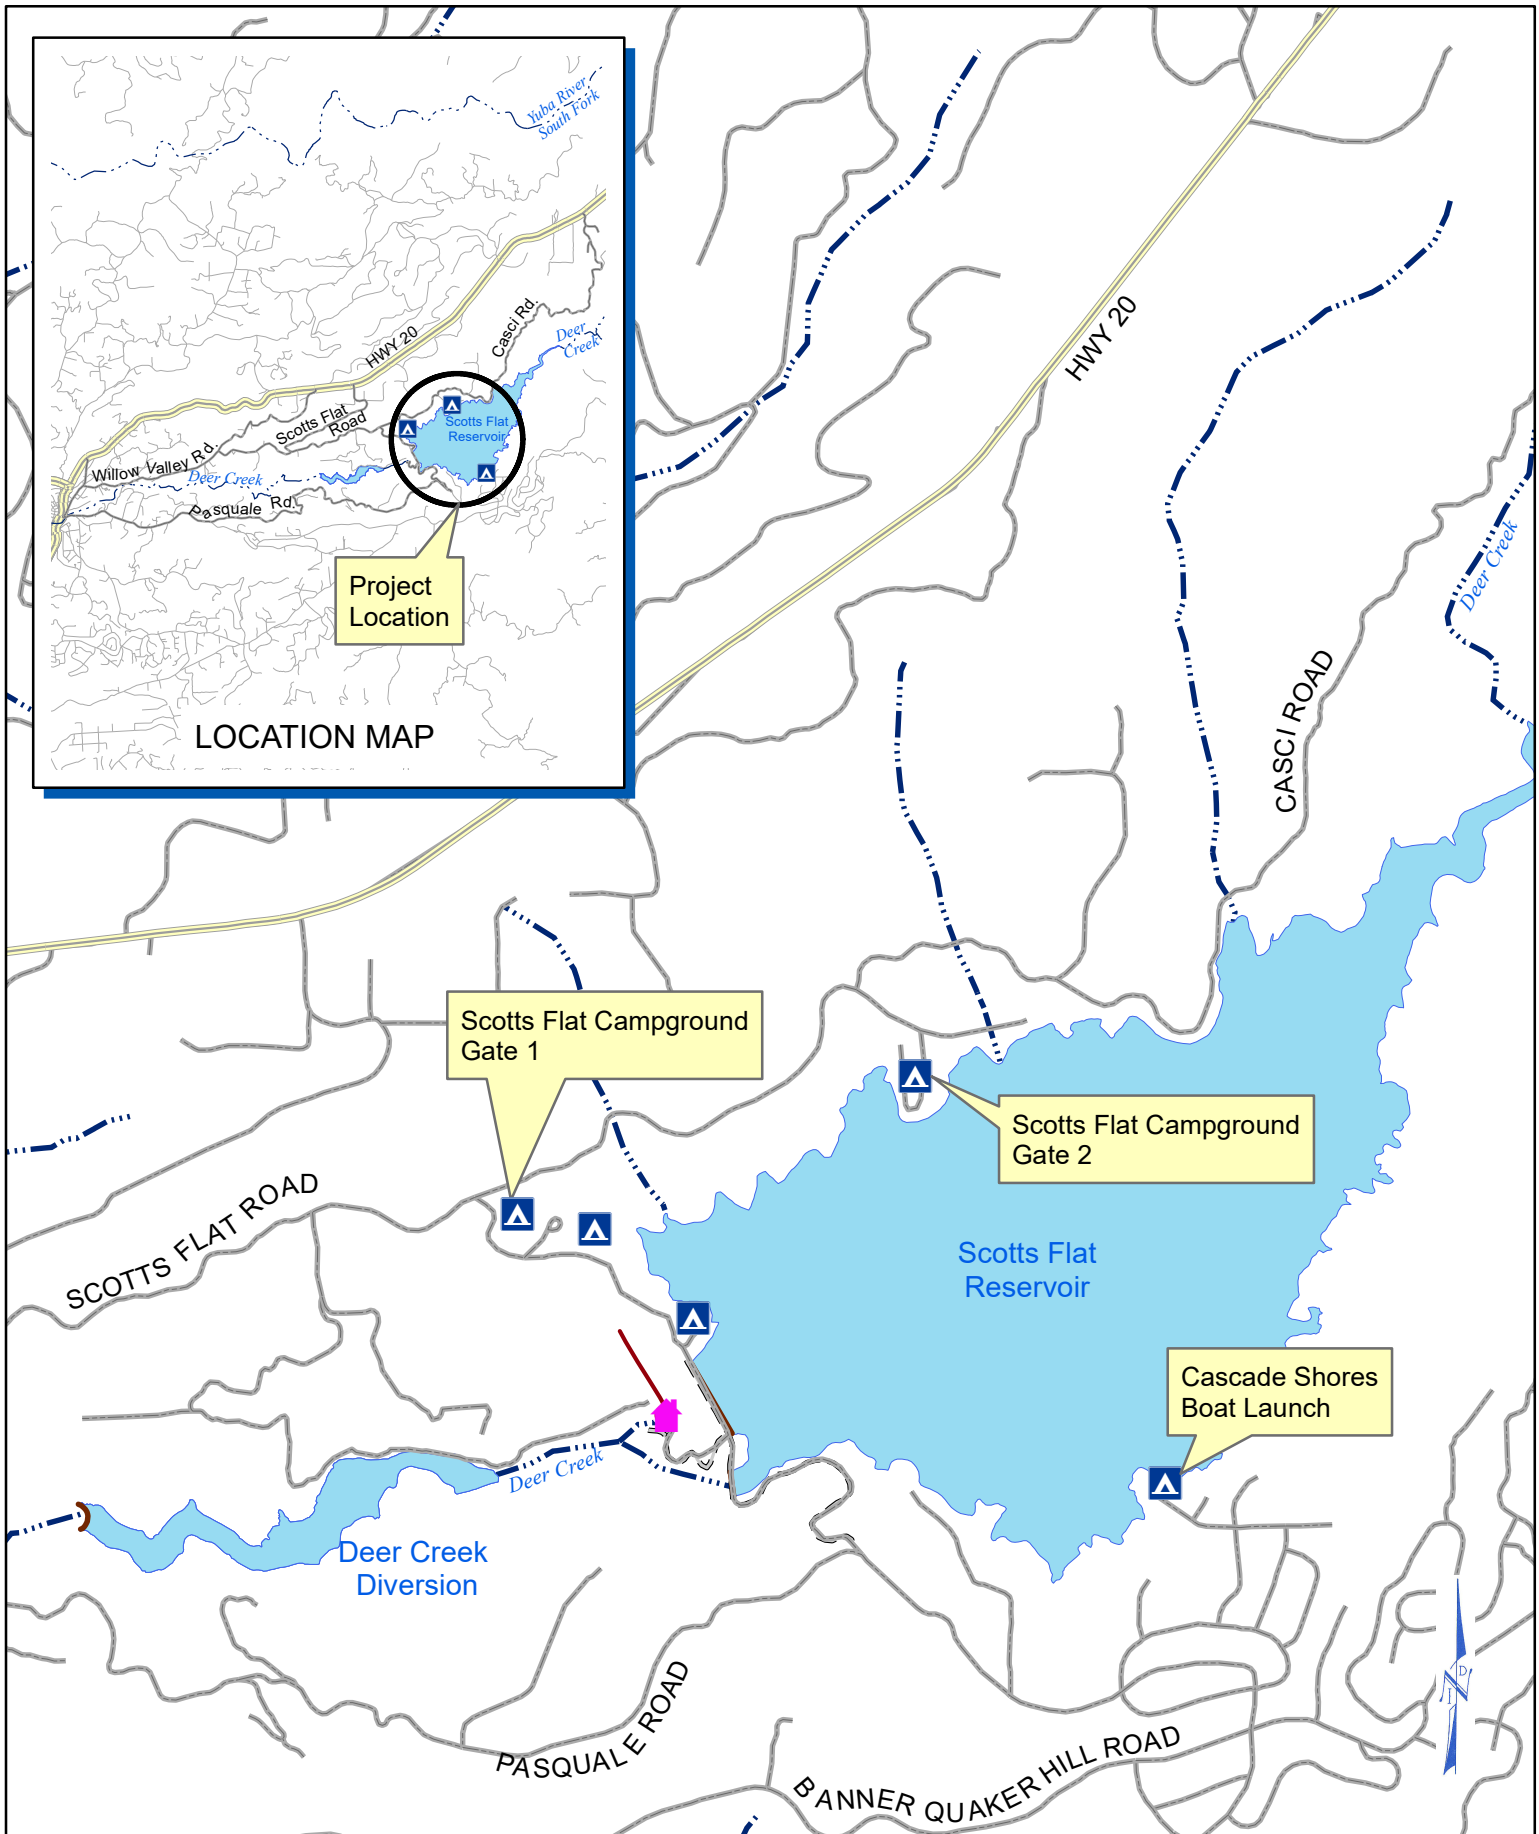 Yuba River
South Fork
HWY 20
Casci Rd.
Deer
Creek
Scotts Flat
Road
Scotts Flat
Reservoir
Willow Valley Rd.
Deer Creek
Pasquale Rd.
Project
Location
LOCATION MAP
HWY 20
Deer Creek
CASCI ROAD
Scotts Flat Campground
Gate 1
Scotts Flat Campground
Gate 2
SCOTTS FLAT ROAD
Scotts Flat
Reservoir
Cascade Shores
Boat Launch
Deer Creek
Deer Creek
Diversion
PASQUALE ROAD
BANNER QUAKER HILL ROAD
N
I
D